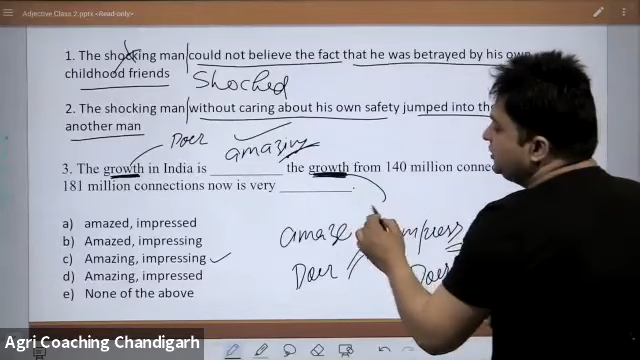 Adjective Class 2.pprx <Read-only>
1. The shocking man could not believe the fact that he was betrayed by his own
childhood friends
Shocked
2. The shocking man without caring about his own safety jumped into the
another man
Doer
amazing
3. The growth in India is ________ the growth from 140 million
181 million connections now is very ________.
a) amazed, impressed
b) Amazed, impressing
c) Amazing, impressing ✓
d) Amazing, impressed
e) None of the above
amaze
Doer
Doer
Agri Coaching Chandigarh